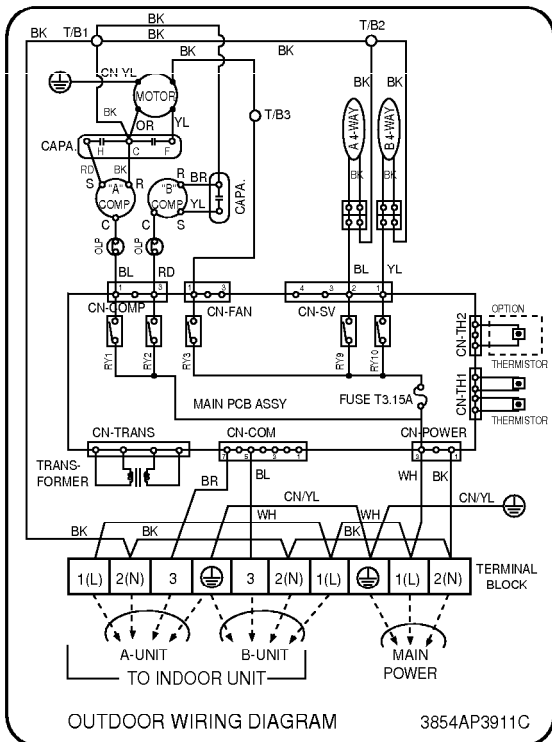 BK
T/B1
BK
BK
BK
T/B2
BK
BK
CN YL
MOTOR
BK
OR
YL
T/B3
CAPA.
H
C
F
A 4-WAY
B 4-WAY
RD
BK
S
R
"A"
COMP
C
R
BR
"B"
COMP
YL
C
S
CAPA.
BK
BK
OLP
OLP
BL
RD
BL
YL
1
3
CN-COMP
1
3
CN-FAN
4
3
2
1
CN-SV
RY1
RY2
RY3
RY9
RY10
CN-TH2
OPTION
THERMISTOR
CN-TH1
THERMISTOR
MAIN PCB ASSY
FUSE T3.15A
CN-TRANS
TRANS-
FORMER
CN-COM
7
5
3
1
CN-POWER
3
1
BR
BL
WH
BK
CN/YL
CN/YL
BK
BK
WH
BK
WH
1(L)
2(N)
3
3
2(N)
1(L)
1(L)
2(N)
TERMINAL
BLOCK
A-UNIT
B-UNIT
MAIN
POWER
TO INDOOR UNIT
OUTDOOR WIRING DIAGRAM
3854AP3911C